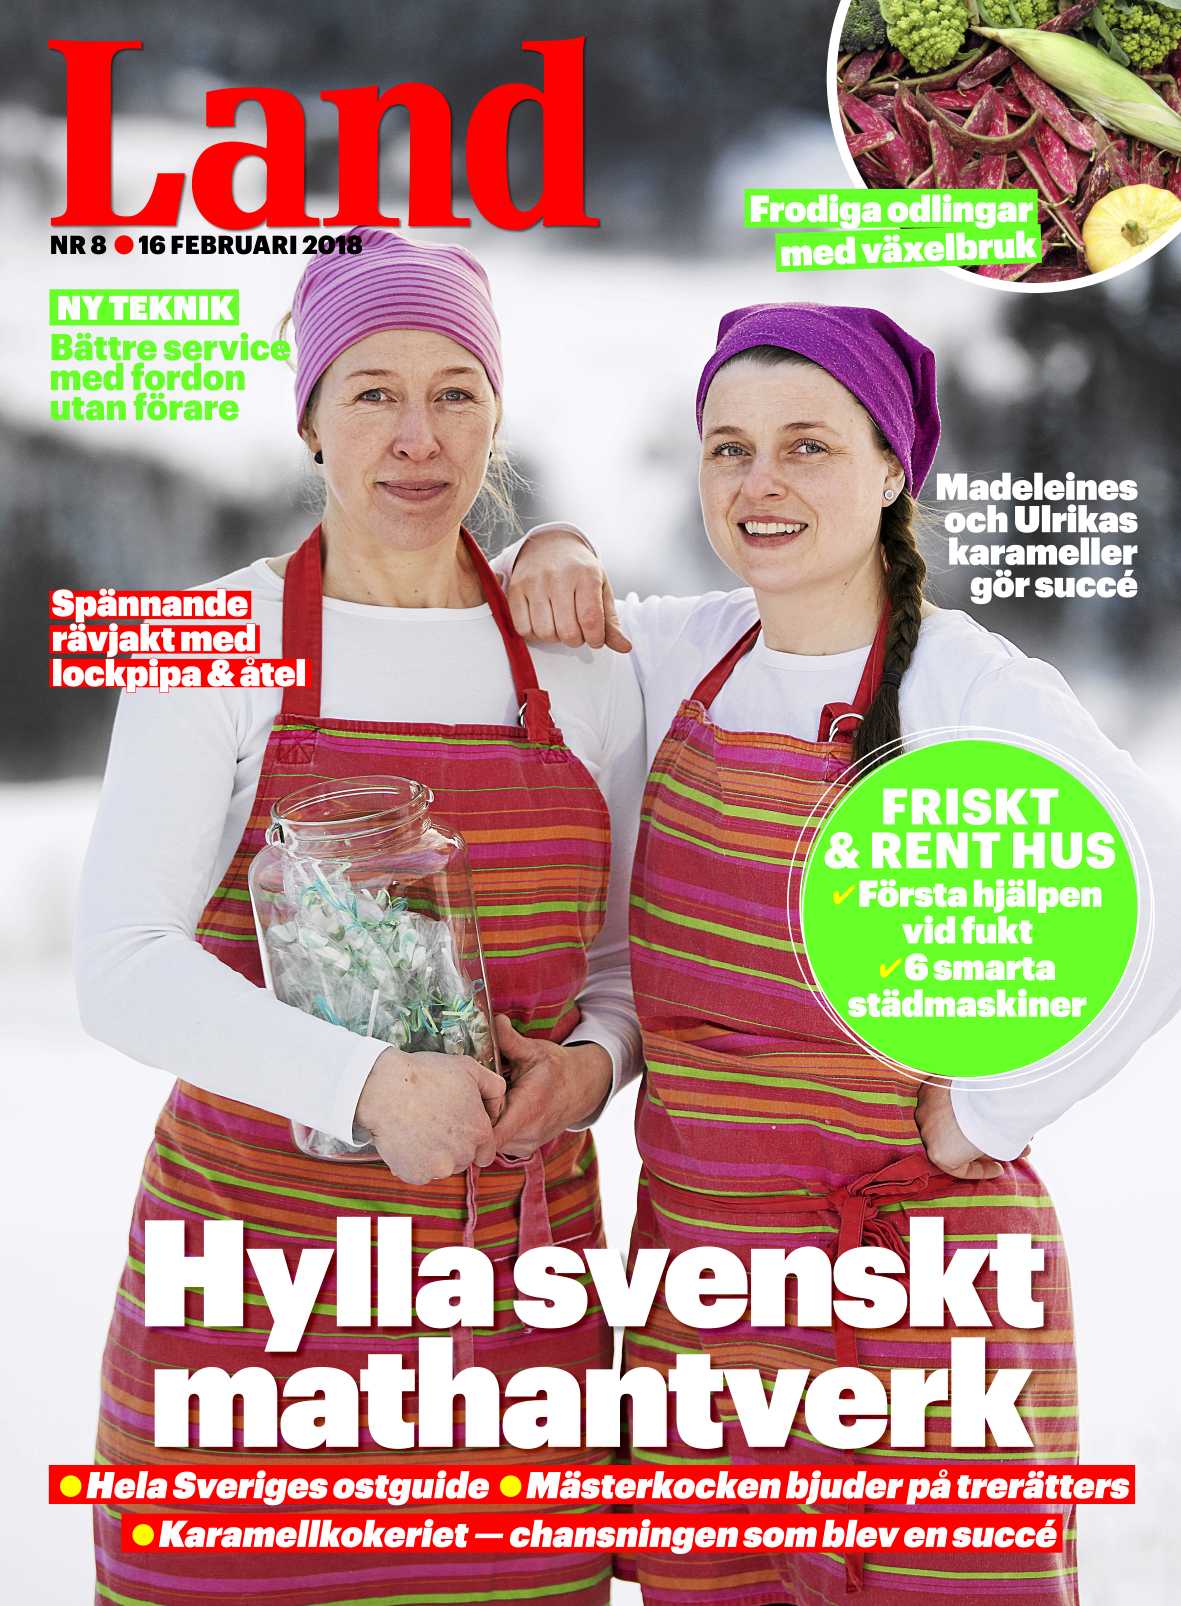 Land
NR 8 ● 16 FEBRUARI 2018
Frodiga odlingar
med växelbruk
NY TEKNIK
Bättre service
med fordon
utan förare
Madeleines
och Ulrikas
karameller
gör succé
Spännande
rävjakt med
lockpipa & åtel
FRISKT
& RENT HUS
✔Första hjälpen
vid fukt
✔6 smarta
städmaskiner
Hylla svenskt
mathantverk
●Hela Sveriges ostguide ●Mästerkocken bjuder på trerätters
●Karamellkokeriet — chansningen som blev en succé